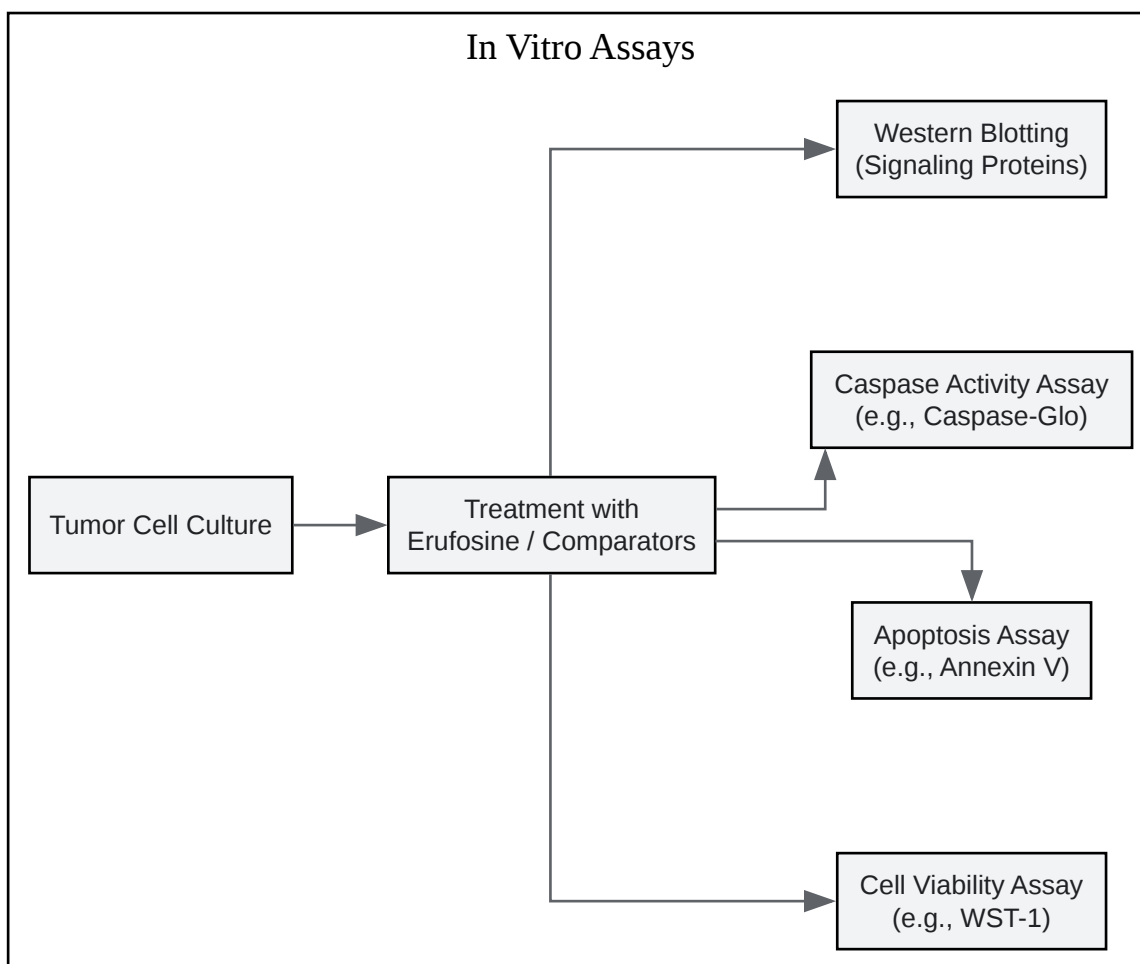 In Vitro Assays
Western Blotting
(Signaling Proteins)
Caspase Activity Assay
(e.g., Caspase-Glo)
Tumor Cell Culture
Treatment with
Erufosine / Comparators
Apoptosis Assay
(e.g., Annexin V)
Cell Viability Assay
(e.g., WST-1)